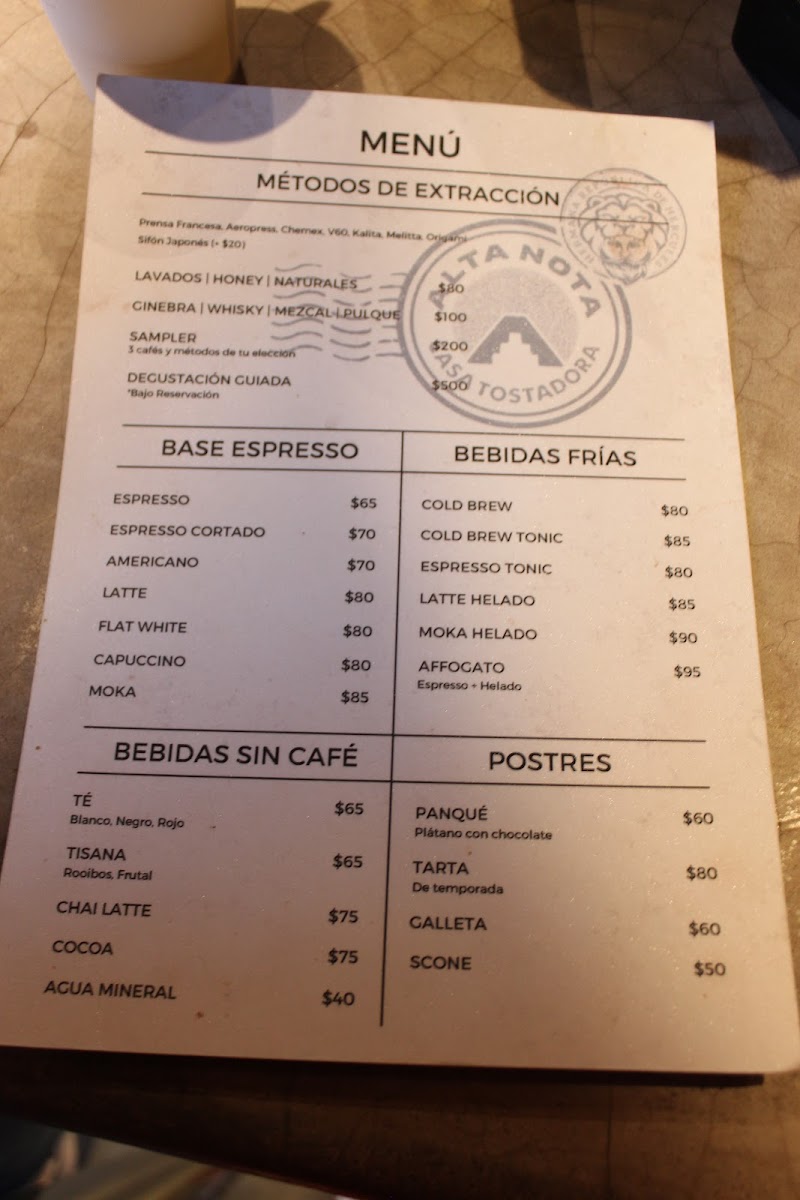 MENÚ
MÉTODOS DE EXTRACCIÓN
Prensa Francesa, Aeropress, Chemex, V60, Kalita, Melitta, Origami
Sifón Japonés (+ $20)
LAVADOS | HONEY | NATURALES $80
GINEBRA | WHISKY | MEZCAL | PULQUE $100
SAMPLER $200
3 cafés y métodos de tu elección
DEGUSTACIÓN GUIADA $500
*Bajo Reservación
ALTA NOTA
CASA TOSTADORA
BASE ESPRESSO
ESPRESSO $65
ESPRESSO CORTADO $70
AMERICANO $70
LATTE $80
FLAT WHITE $80
CAPUCCINO $80
MOKA $85
BEBIDAS FRÍAS
COLD BREW $80
COLD BREW TONIC $85
ESPRESSO TONIC $80
LATTE HELADO $85
MOKA HELADO $90
AFFOGATO $95
Espresso + Helado
BEBIDAS SIN CAFÉ
TÉ $65
Blanco, Negro, Rojo
TISANA $65
Rooibos, Frutal
CHAI LATTE $75
COCOA $75
AGUA MINERAL $40
POSTRES
PANQUÉ $60
Plátano con chocolate
TARTA $80
De temporada
GALLETA $60
SCONE $50